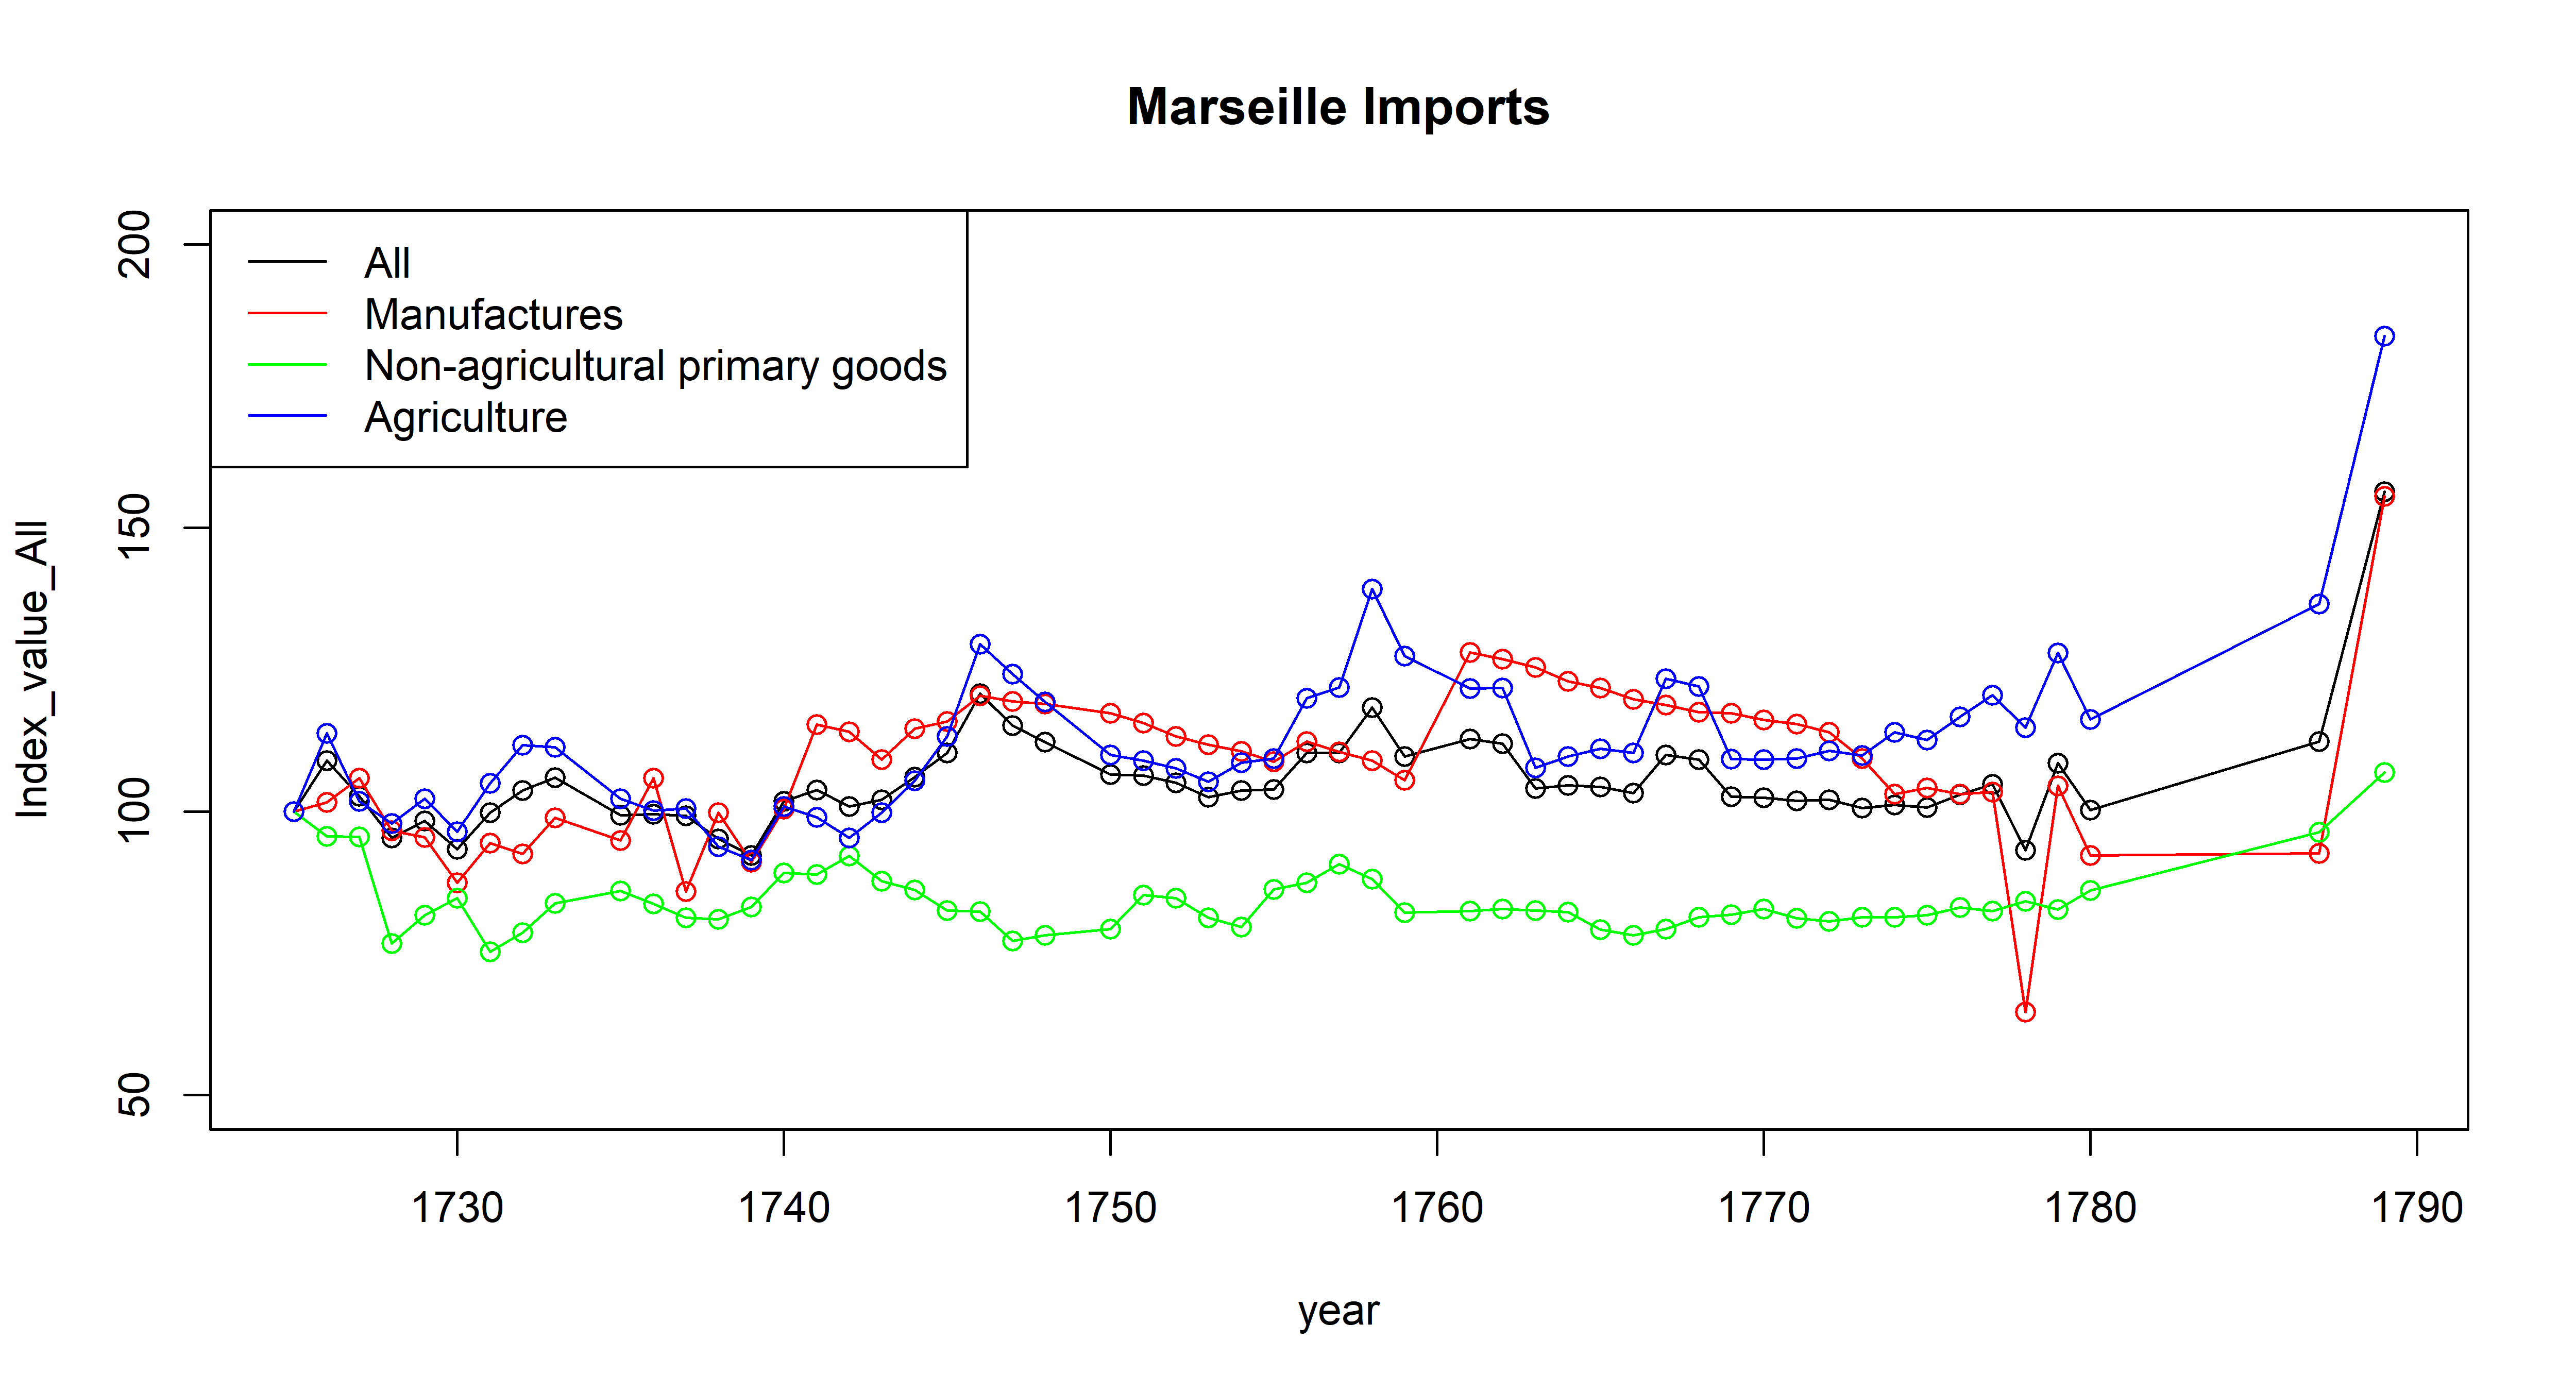 Marseille Imports
All
Manufactures
Non-agricultural primary goods
Agriculture
Index_value_All
200
150
100
50
1730 1740 1750 1760 1770 1780 1790
year